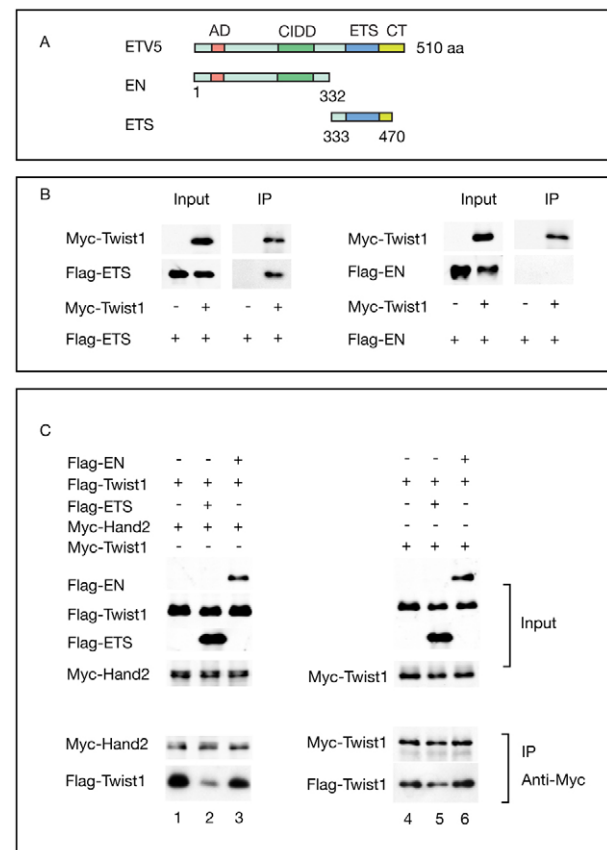 A
AD CIDD ETS CT
ETV5 510 aa
EN
1 332
ETS
333 470
B
Input IP Input IP
Myc-Twist1 Myc-Twist1
Flag-ETS Flag-EN
Myc-Twist1 - + - + Myc-Twist1 - + - +
Flag-ETS + + + + Flag-EN + + + +
C
Flag-EN - - + - - +
Flag-Twist1 + + + + + +
Flag-ETS - + - - + -
Myc-Hand2 + + + - - -
Myc-Twist1 - - - + + +
Flag-EN
Flag-Twist1
Input
Flag-ETS
Myc-Hand2 Myc-Twist1
Myc-Hand2 Myc-Twist1
IP
Flag-Twist1 Flag-Twist1 Anti-Myc
1 2 3 4 5 6